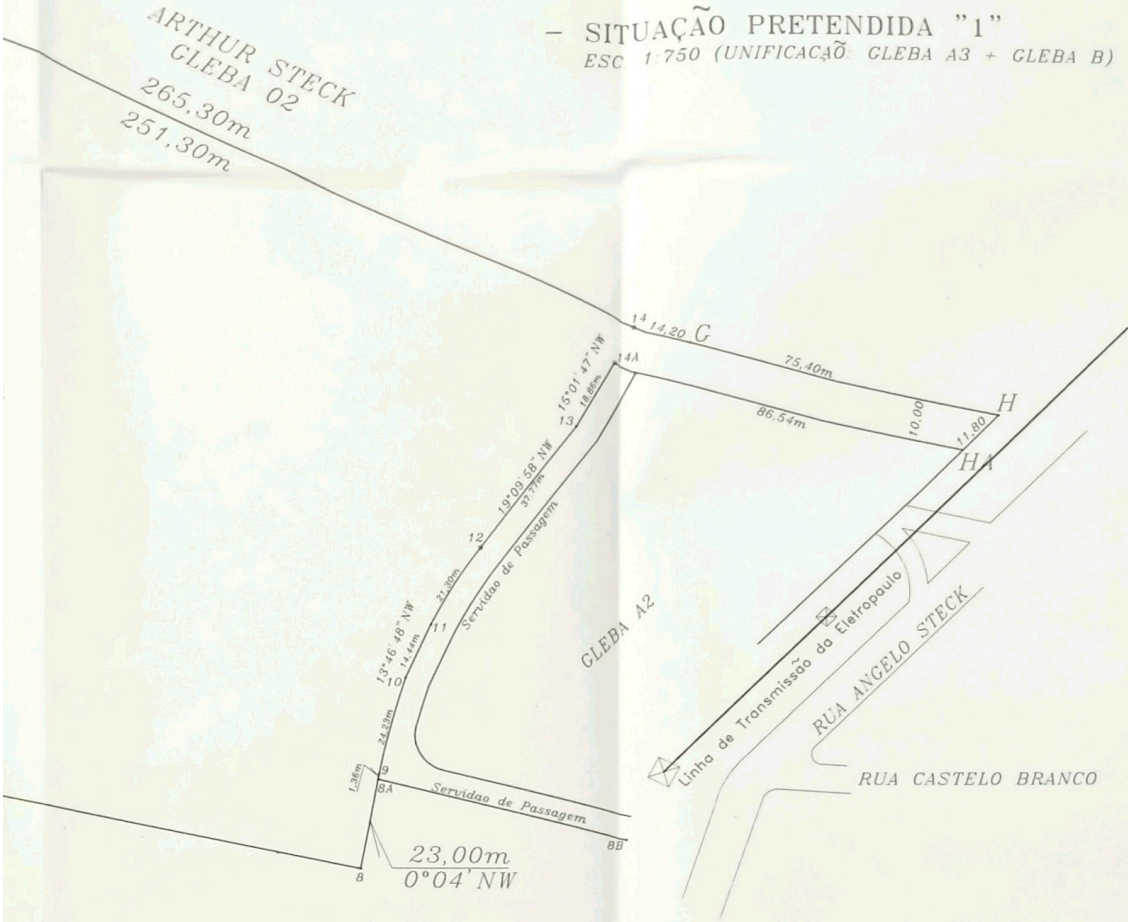 - SITUAÇÃO PRETENDIDA "1"
ESC 1:750 (UNIFICACÃO GLEBA A3 + GLEBA B)
ARTHUR STECK
GLEBA 02
265,30m
251,30m
14
14,20
G
75,40m
H
14A
15°01'47" NW
18,86m
13
86,54m
10,00
11,80
HA
19°09'58" NW
37,77m
12
Servidao de Passagem
21,30m
11
13°46'48" NW
14,44m
10
24,29m
GLEBA A2
Linha de Transmissão da Eletropaulo
RUA ANGELO STECK
RUA CASTELO BRANCO
9
1,36m
8A
Servidao de Passagem
8B
23,00m
0°04' NW
8